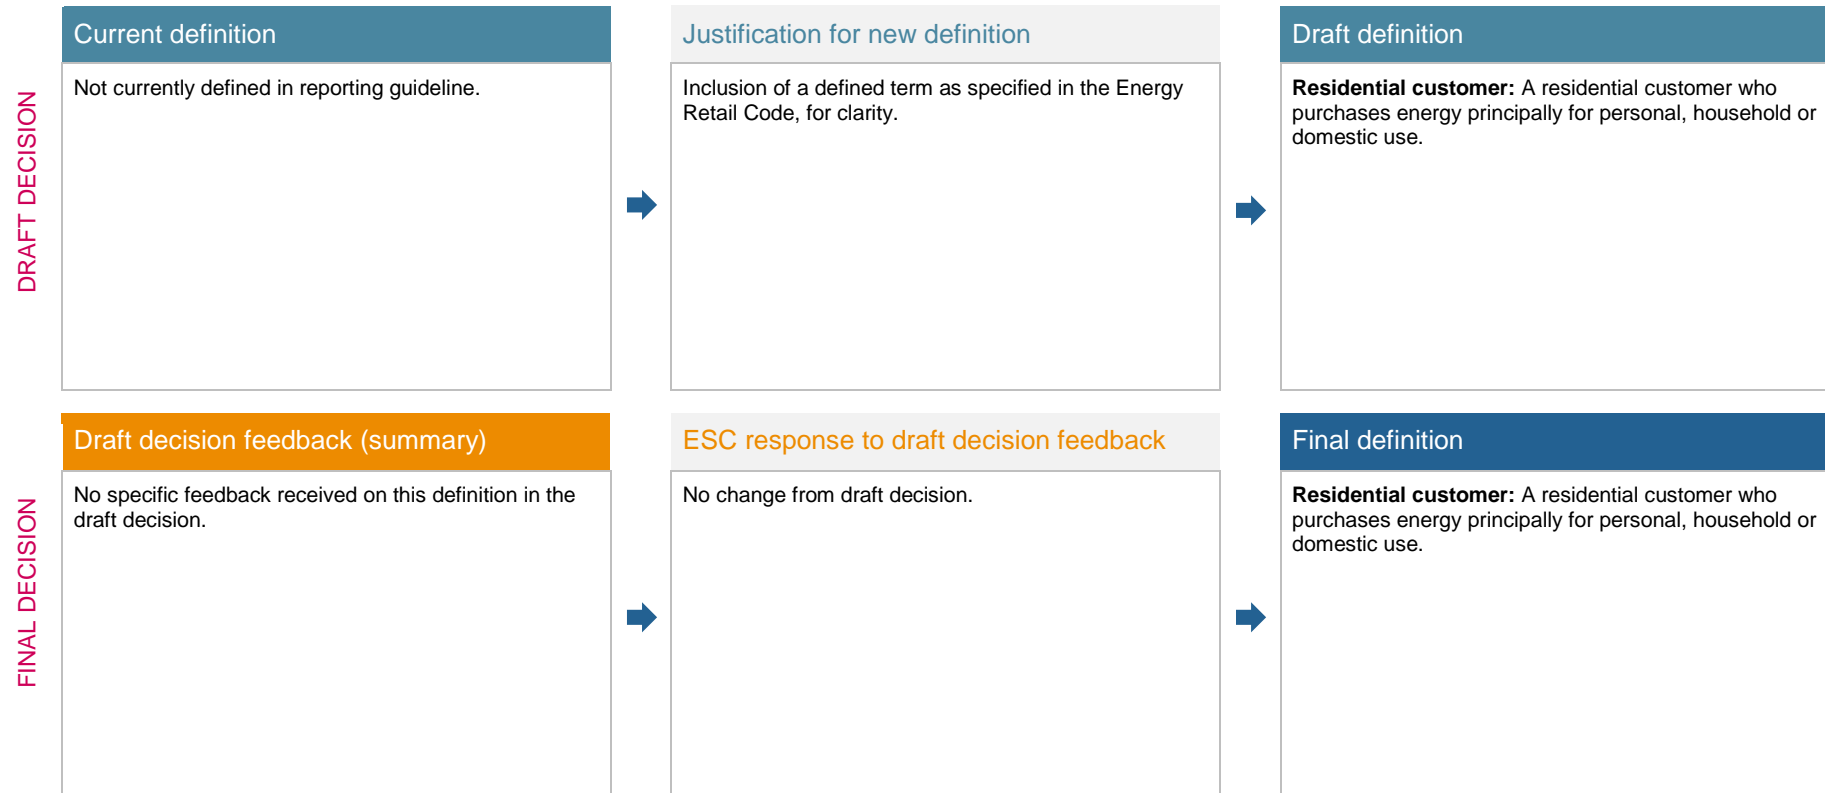 DRAFT DECISION
Current definition
Not currently defined in reporting guideline.
Justification for new definition
Inclusion of a defined term as specified in the Energy
Retail Code, for clarity.
Draft definition
Residential customer: A residential customer who
purchases energy principally for personal, household or
domestic use.
FINAL DECISION
Draft decision feedback (summary)
No specific feedback received on this definition in the
draft decision.
ESC response to draft decision feedback
No change from draft decision.
Final definition
Residential customer: A residential customer who
purchases energy principally for personal, household or
domestic use.